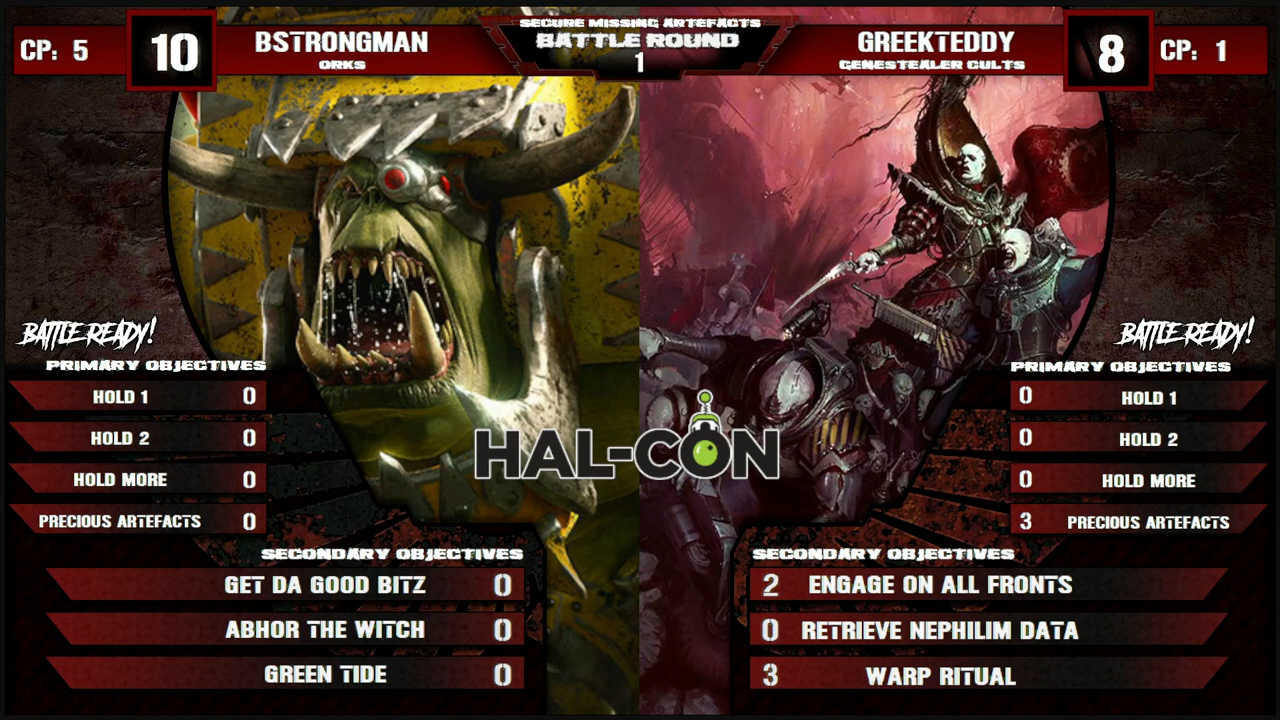 CP: 5
10
BSTRONGMAN
ORKS
SECURE MISSING ARTEFACTS
BATTLE ROUND
1
GREEKTEDDY
GENESTEALER CULTS
8
CP: 1
BATTLE READY!
PRIMARY OBJECTIVES
HOLD 1 0
HOLD 2 0
HOLD MORE 0
PRECIOUS ARTEFACTS 0
BATTLE READY!
PRIMARY OBJECTIVES
0 HOLD 1
0 HOLD 2
0 HOLD MORE
3 PRECIOUS ARTEFACTS
HAL-CON
SECONDARY OBJECTIVES
GET DA GOOD BITZ 0
ABHOR THE WITCH 0
GREEN TIDE 0
SECONDARY OBJECTIVES
2 ENGAGE ON ALL FRONTS
0 RETRIEVE NEPHILIM DATA
3 WARP RITUAL